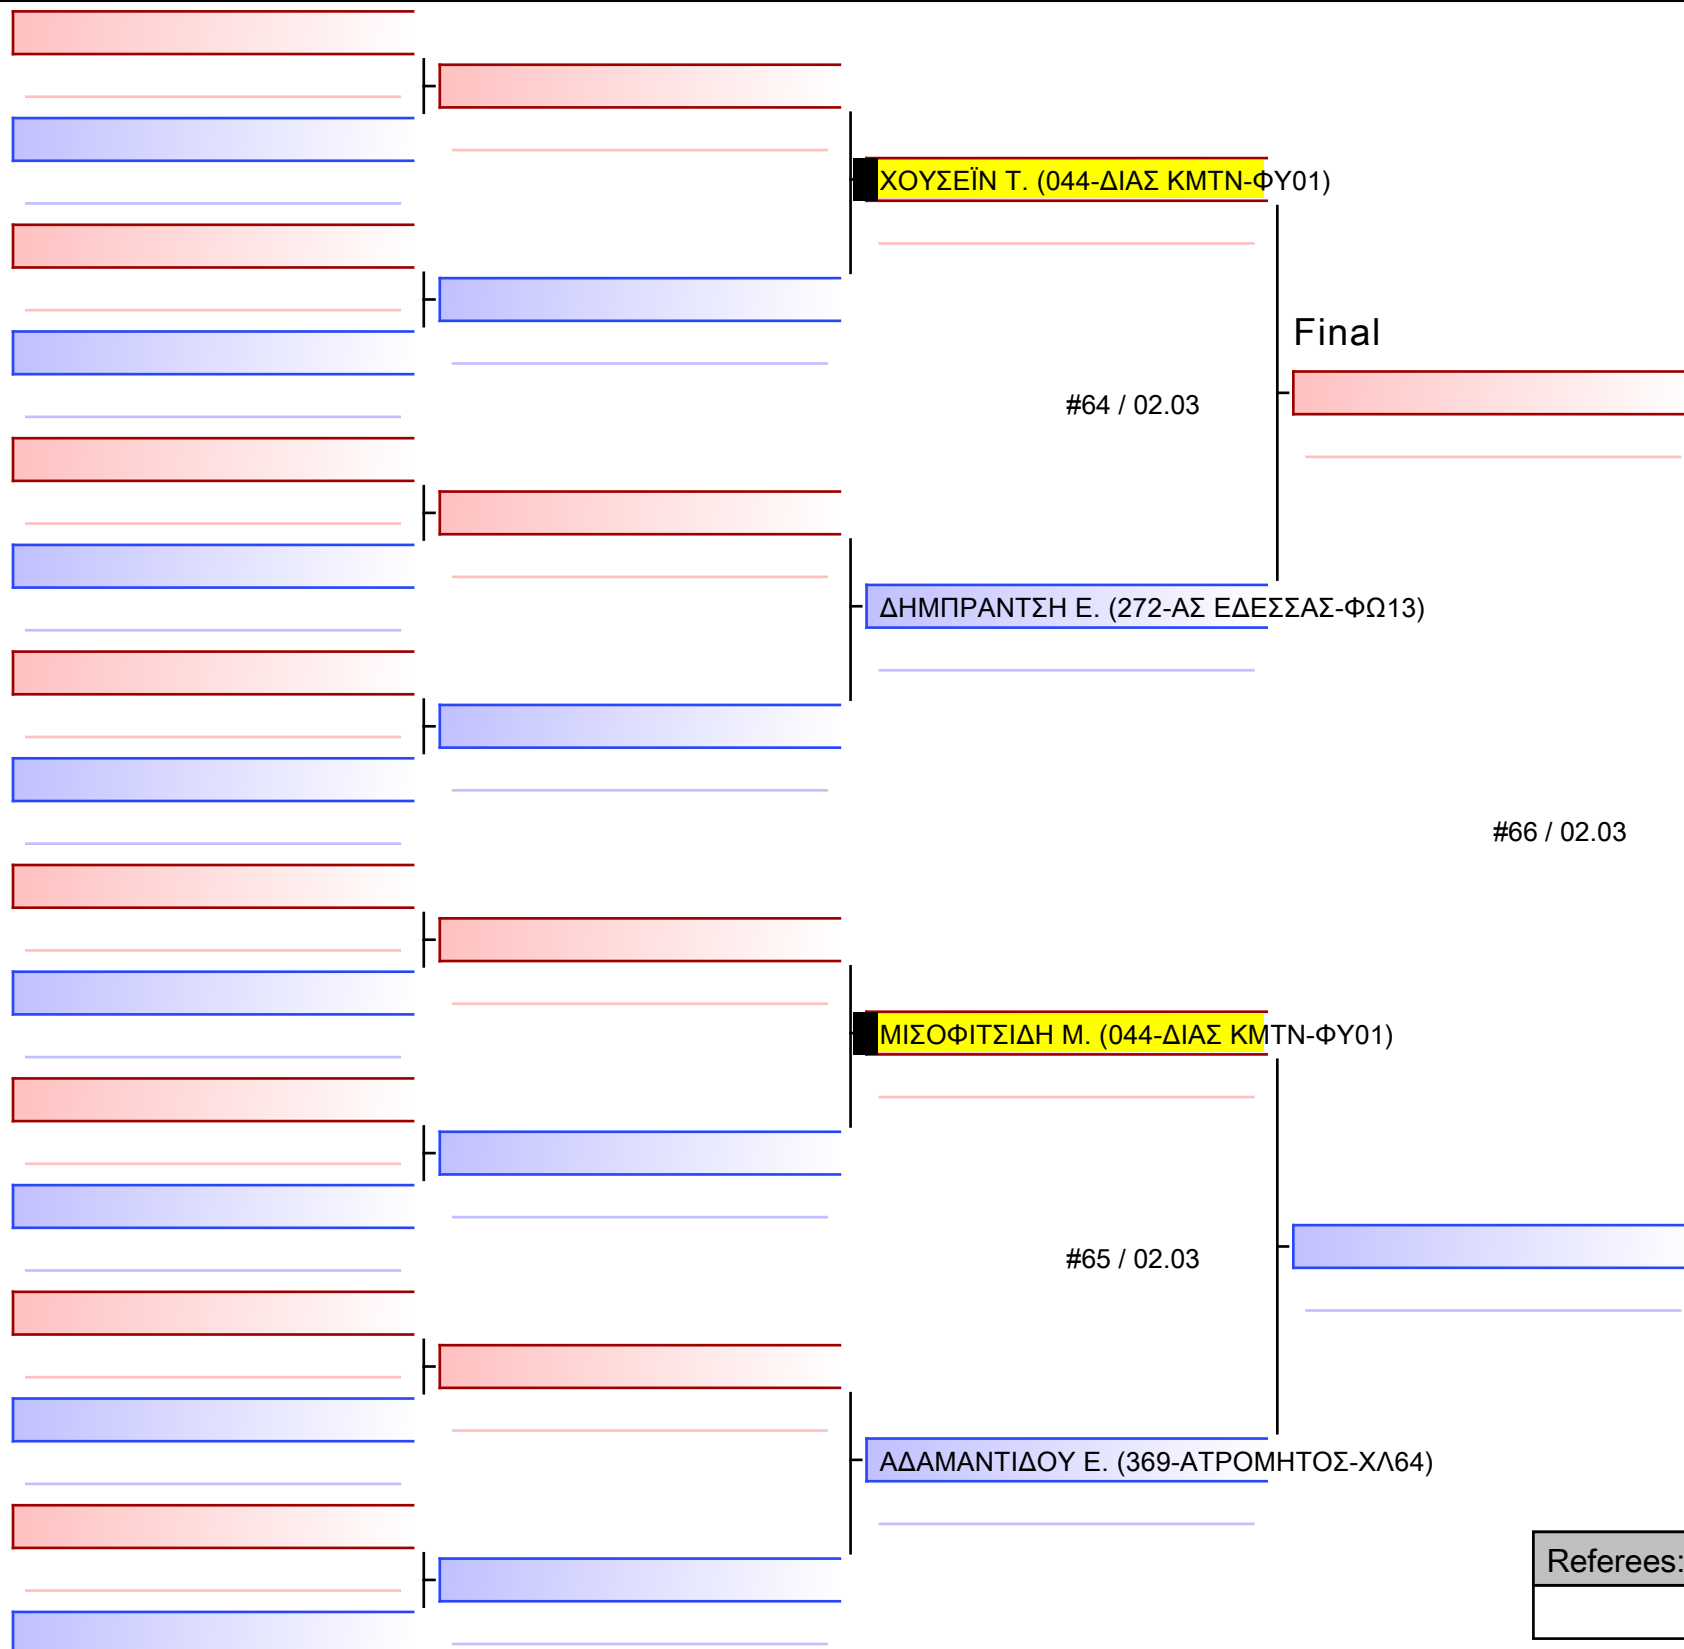 ΧΟΥΣΕΪΝ Τ. (044-ΔΙΑΣ ΚΜΤΝ-ΦΥ01)
Final
#64 / 02.03
ΔΗΜΠΡΑΝΤΣΗ Ε. (272-ΑΣ ΕΔΕΣΣΑΣ-ΦΩ13)
#66 / 02.03
ΜΙΣΟΦΙΤΣΙΔΗ Μ. (044-ΔΙΑΣ ΚΜΤΝ-ΦΥ01)
#65 / 02.03
ΑΔΑΜΑΝΤΙΔΟΥ Ε. (369-ΑΤΡΟΜΗΤΟΣ-ΧΛ64)
Referees: